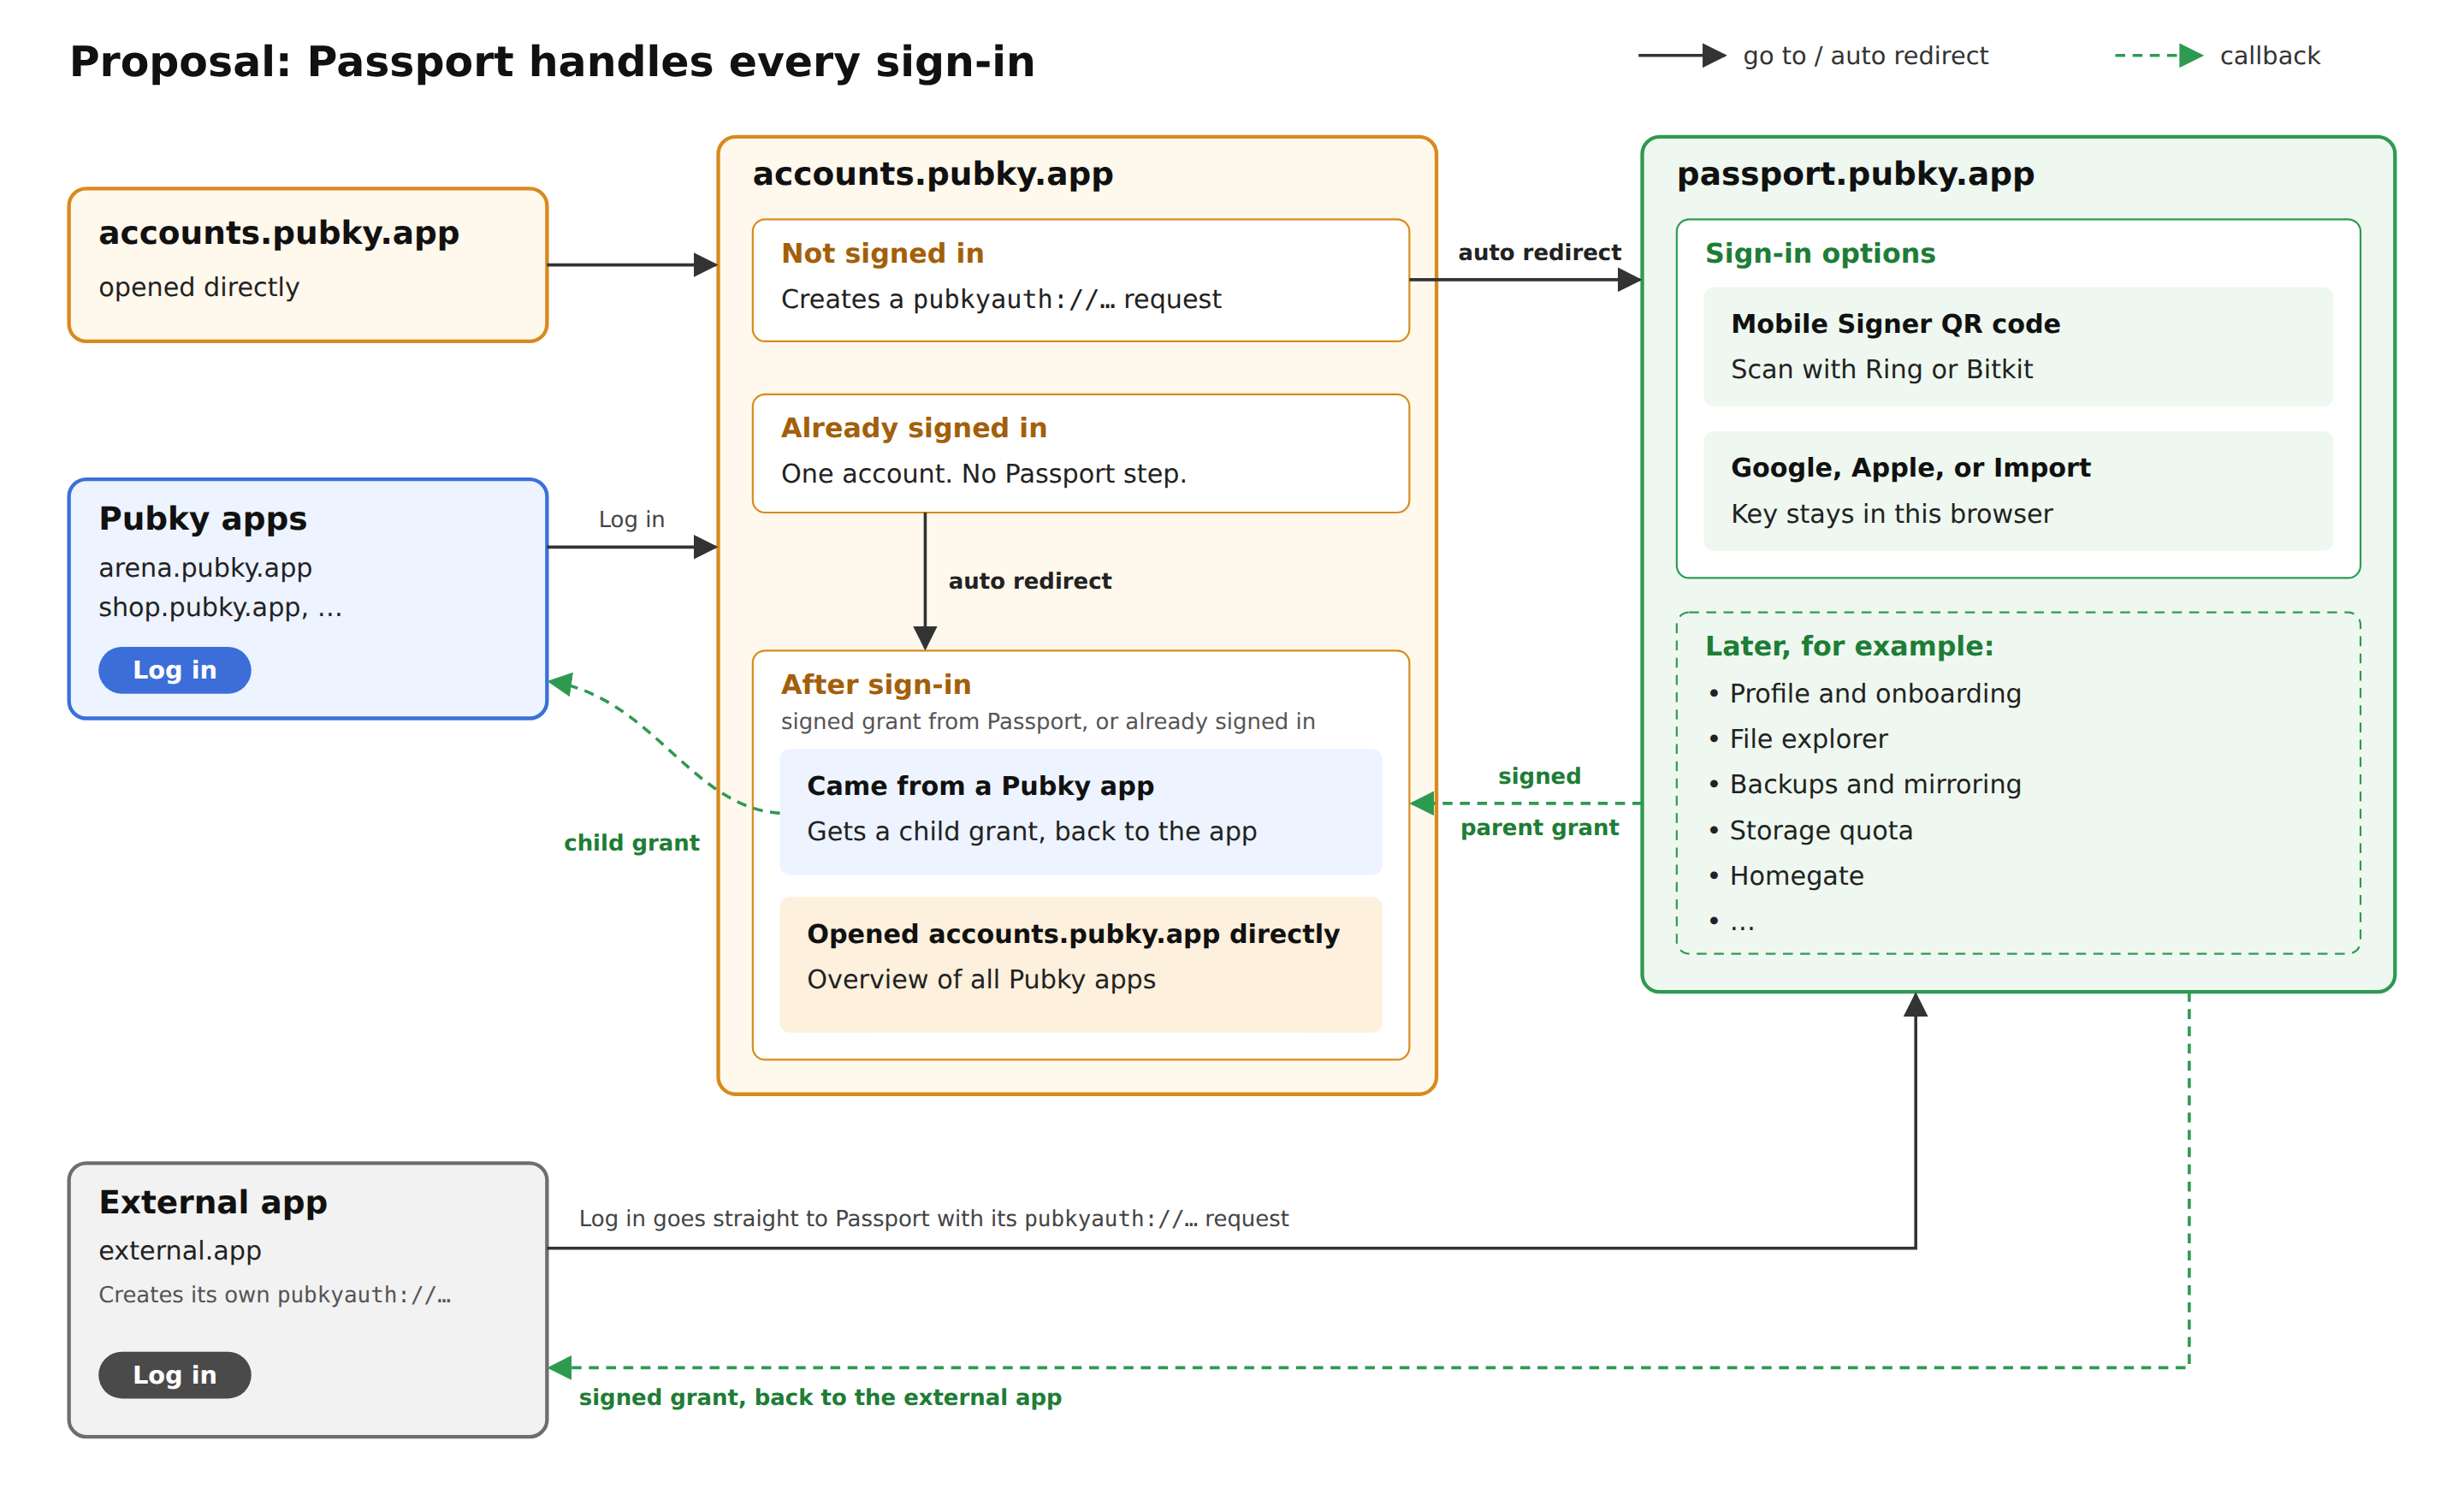 Proposal: Passport handles every sign-in
go to / auto redirect
callback
accounts.pubky.app
opened directly
Pubky apps
arena.pubky.app
shop.pubky.app, …
Log in
Log in
accounts.pubky.app
Not signed in
Creates a pubkyauth://… request
Already signed in
One account. No Passport step.
auto redirect
After sign-in
signed grant from Passport, or already signed in
Came from a Pubky app
Gets a child grant, back to the app
Opened accounts.pubky.app directly
Overview of all Pubky apps
child grant
auto redirect
signed
parent grant
passport.pubky.app
Sign-in options
Mobile Signer QR code
Scan with Ring or Bitkit
Google, Apple, or Import
Key stays in this browser
Later, for example:
• Profile and onboarding
• File explorer
• Backups and mirroring
• Storage quota
• Homegate
• …
External app
external.app
Creates its own pubkyauth://…
Log in
Log in goes straight to Passport with its pubkyauth://… request
signed grant, back to the external app